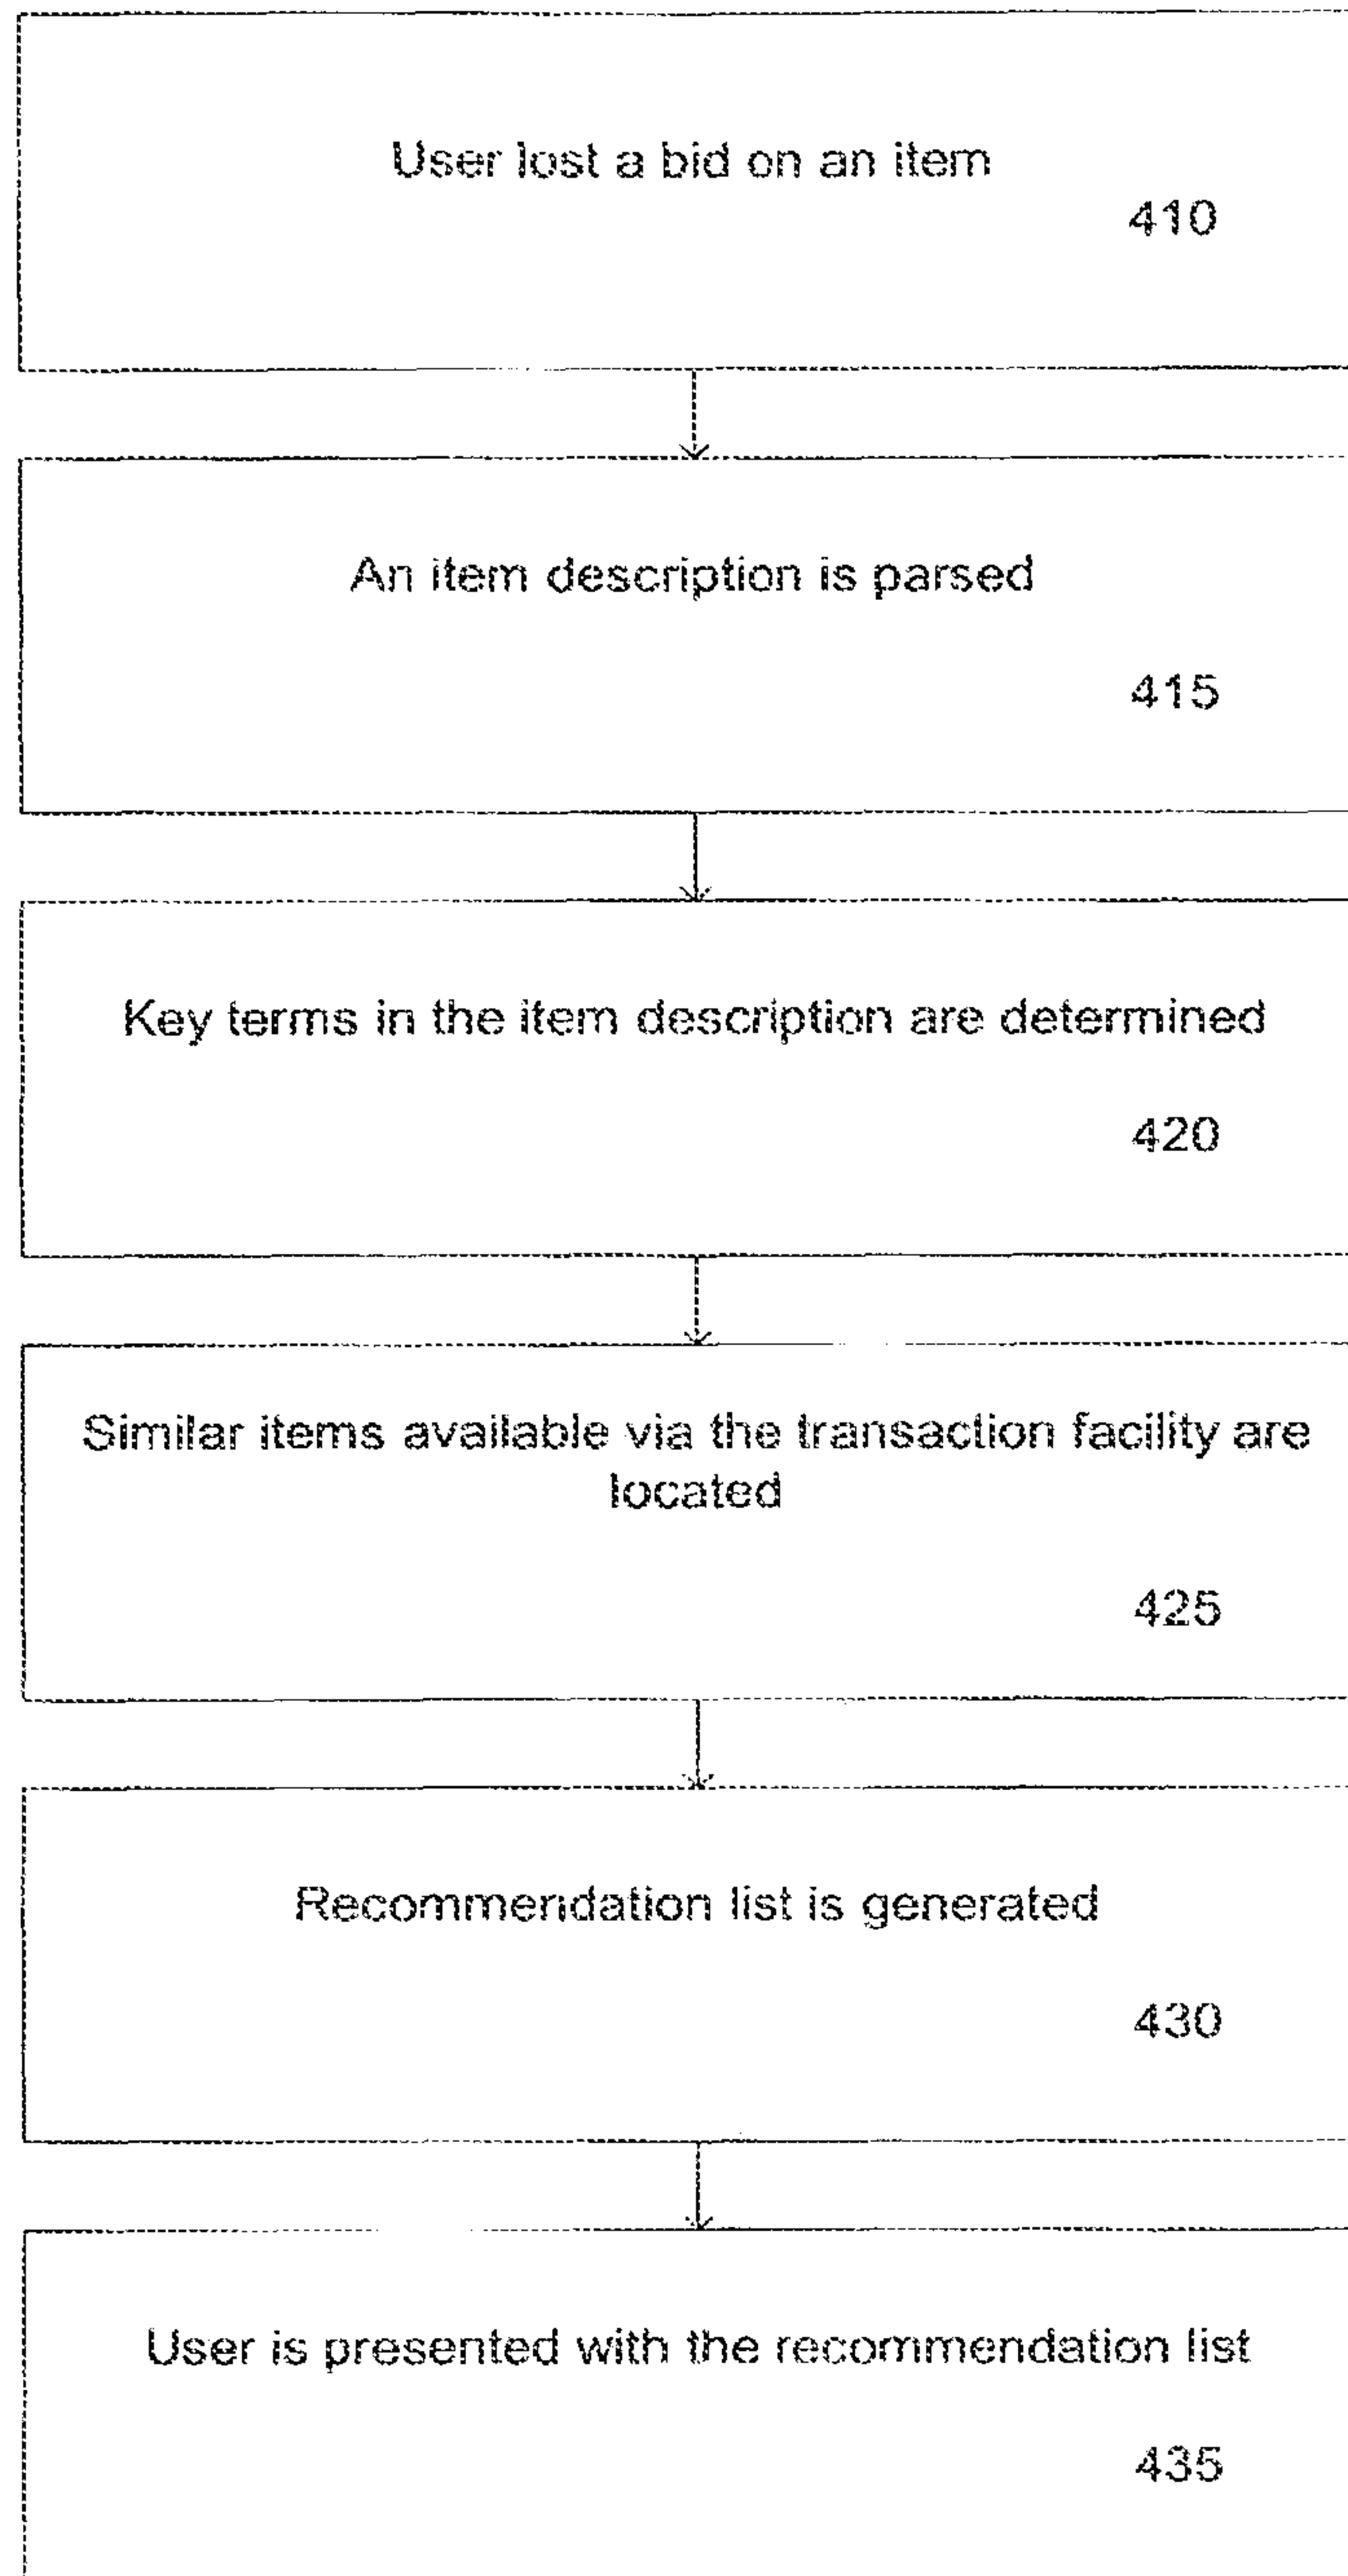 User lost a bid on an item
410
An item description is parsed
415
Key terms in the item description are determined
420
Similar items available via the transaction facility are
located
425
Recommendation list is generated
430
User is presented with the recommendation list
435